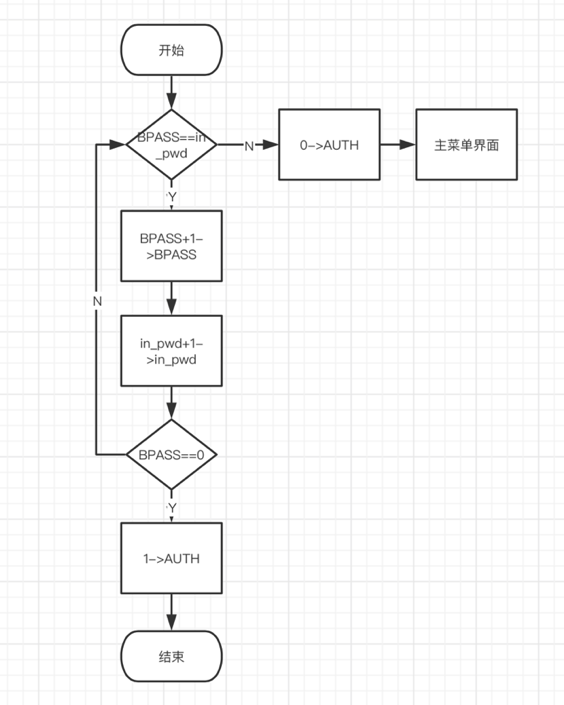 开始
BPASS==in
_pwd
N
0->AUTH
主菜单界面
Y
BPASS+1-
>BPASS
N
in_pwd+1-
>in_pwd
BPASS==0
Y
1->AUTH
结束